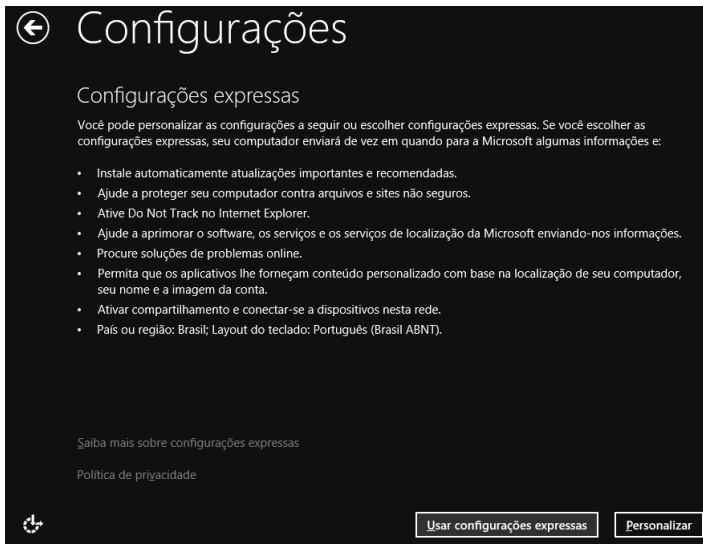 Configurações
Configurações expressas
Você pode personalizar as configurações a seguir ou escolher configurações expressas. Se você escolher as
configurações expressas, seu computador enviará de vez em quando para a Microsoft algumas informações e:
• Instale automaticamente atualizações importantes e recomendadas.
• Ajude a proteger seu computador contra arquivos e sites não seguros.
• Ative Do Not Track no Internet Explorer.
• Ajude a aprimorar o software, os serviços e os serviços de localização da Microsoft enviando-nos informações.
• Procure soluções de problemas online.
• Permita que os aplicativos lhe forneçam conteúdo personalizado com base na localização de seu computador,
seu nome e a imagem da conta.
• Ativar compartilhamento e conectar-se a dispositivos nesta rede.
• País ou região: Brasil; Layout do teclado: Português (Brasil ABNT).
Saiba mais sobre configurações expressas
Política de privacidade
Usar configurações expressas
Personalizar